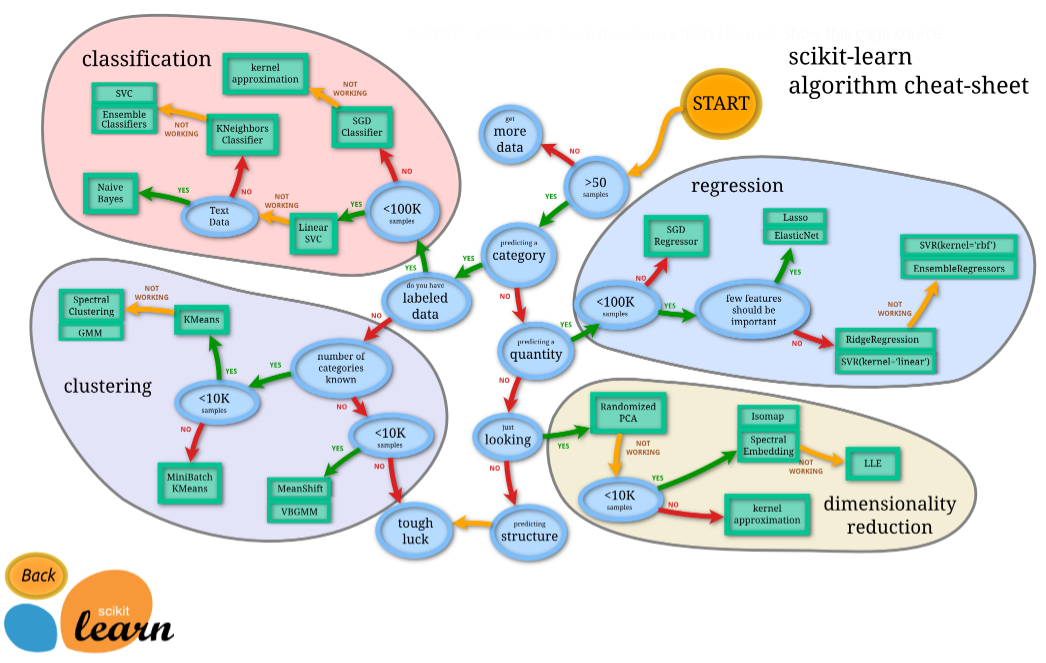 scikit-learn
algorithm cheat-sheet
START
>50
samples
NO
get
more
data
YES
predicting a
category
YES
NO
do you have
labeled
data
YES
NO
predicting a
quantity
YES
NO
just
looking
YES
NO
predicting
structure
tough
luck
classification
kernel
approximation
NOT
WORKING
SGD
Classifier
NO
<100K
samples
YES
Linear
SVC
NOT
WORKING
Text
Data
YES
Naive
Bayes
NO
KNeighbors
Classifier
NOT
WORKING
SVC
Ensemble
Classifiers
regression
<100K
samples
NO
SGD
Regressor
YES
few features
should be
important
YES
Lasso
ElasticNet
NO
RidgeRegression
SVR(kernel='linear')
NOT
WORKING
SVR(kernel='rbf')
EnsembleRegressors
clustering
number of
categories
known
YES
NO
<10K
samples
YES
KMeans
NOT
WORKING
Spectral
Clustering
GMM
NO
MiniBatch
KMeans
<10K
samples
YES
MeanShift
VBGMM
NO
dimensionality
reduction
Randomized
PCA
NOT
WORKING
<10K
samples
YES
Isomap
Spectral
Embedding
NOT
WORKING
LLE
NO
kernel
approximation
Back
scikit
learn